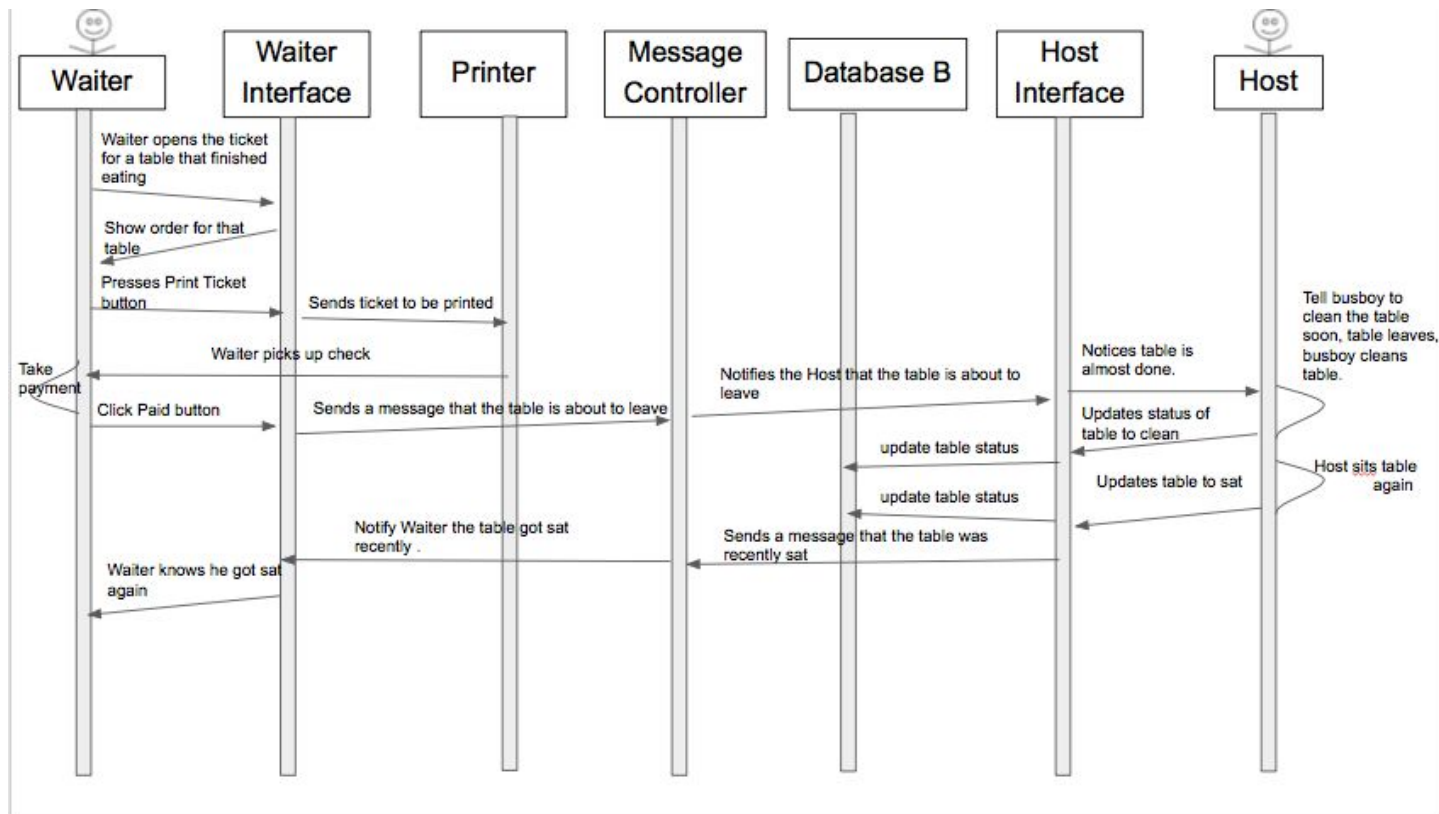 Waiter
Waiter
Interface
Printer
Message
Controller
Database B
Host
Interface
Host
Waiter opens the ticket
for a table that finished
eating
Show order for that
table
Presses Print Ticket
button
Sends ticket to be printed
Waiter picks up check
Take
payment
Click Paid button
Sends a message that the table is about to leave
Notifies the Host that the table is about to
leave
Notices table is
almost done.
Tell busboy to
clean the table
soon, table leaves,
busboy cleans
table.
Updates status of
table to clean
update table status
Host sits table
again
Updates table to sat
update table status
Sends a message that the table was
recently sat
Notify Waiter the table got sat
recently .
Waiter knows he got sat
again